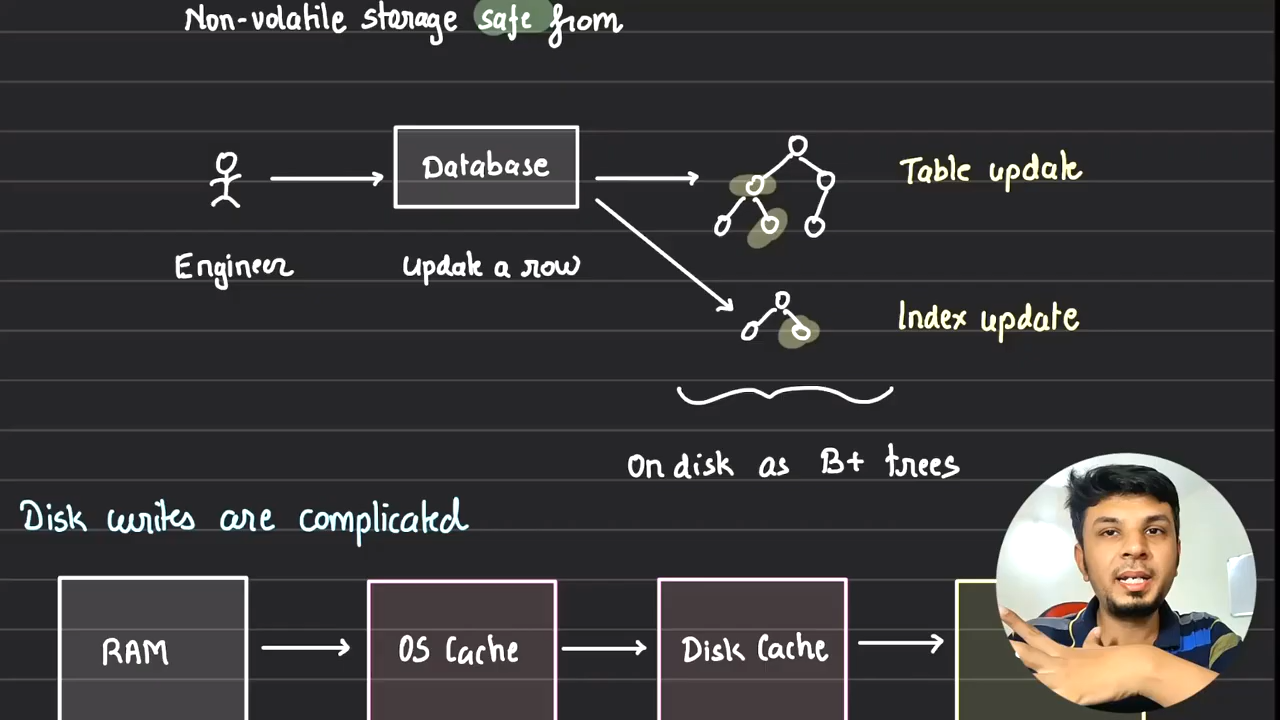 Non-volatile storage safe from
Database
Table update
Engineer
Update a row
Index update
On disk as B+ trees
Disk writes are complicated
RAM
OS Cache
Disk Cache